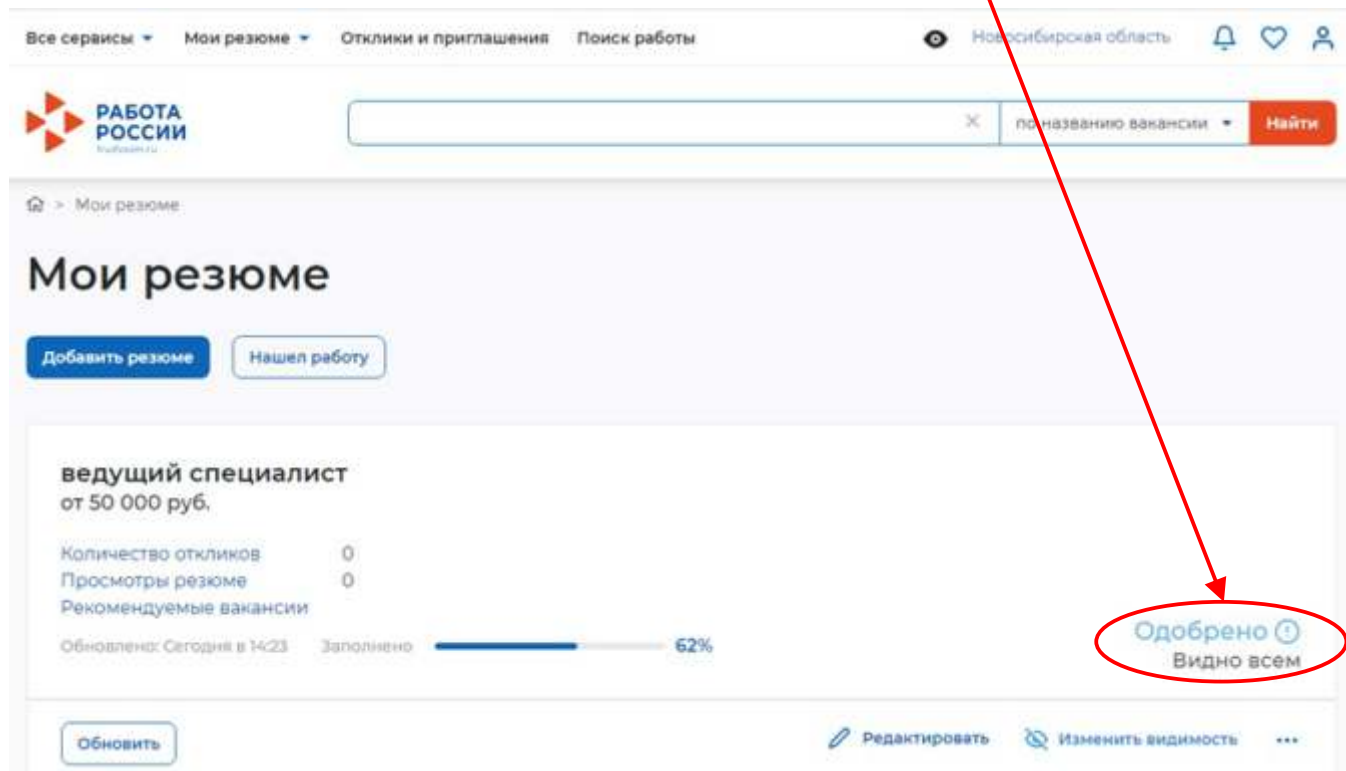 Все сервисы Мои резюме Отклики и приглашения Поиск работы Новосибирская область
РАБОТА
РОССИИ
trudvsem.ru
по названию вакансии Найти
> Мои резюме
Мои резюме
Добавить резюме Нашел работу
ведущий специалист
от 50 000 руб.
Количество откликов 0
Просмотры резюме 0
Рекомендуемые вакансии
Обновлено: Сегодня в 14:23 Заполнено 62%
Одобрено
Видно всем
Обновить Редактировать Изменить видимость ...